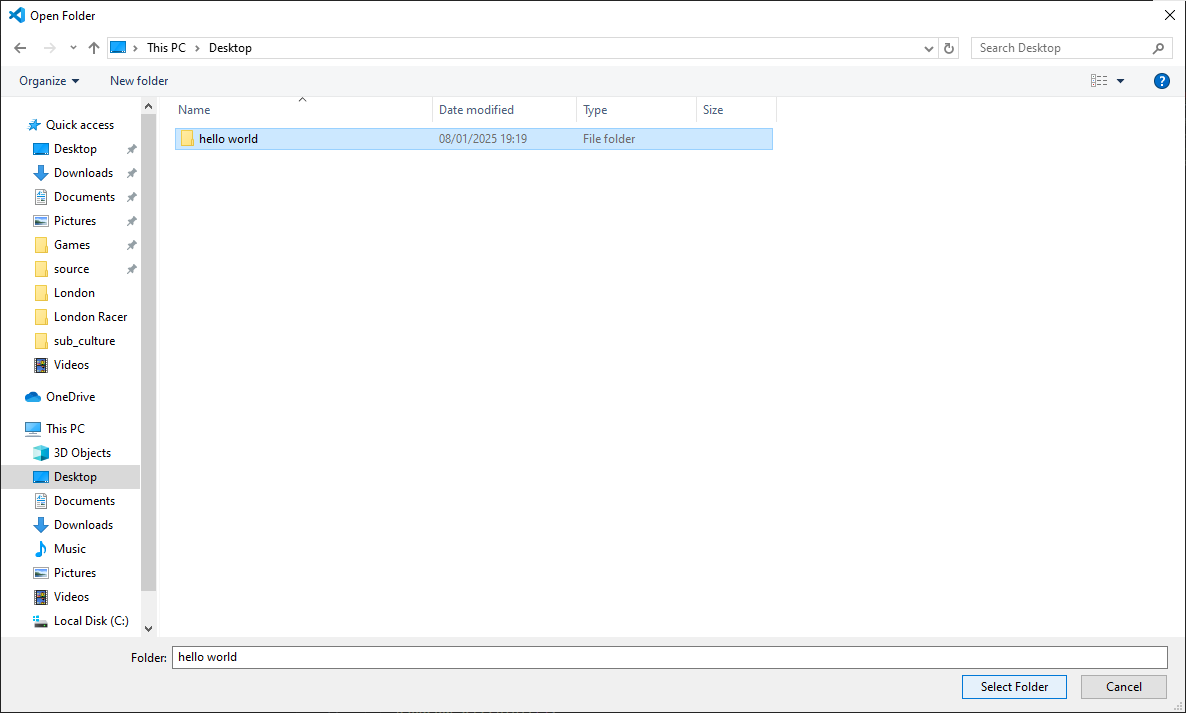 Open Folder
This PC Desktop
Search Desktop
Organize New folder
Name Date modified Type Size
hello world 08/01/2025 19:19 File folder
Quick access
Desktop
Downloads
Documents
Pictures
Games
source
London
London Racer
sub_culture
Videos
OneDrive
This PC
3D Objects
Desktop
Documents
Downloads
Music
Pictures
Videos
Local Disk (C:)
Folder: hello world
Select Folder Cancel